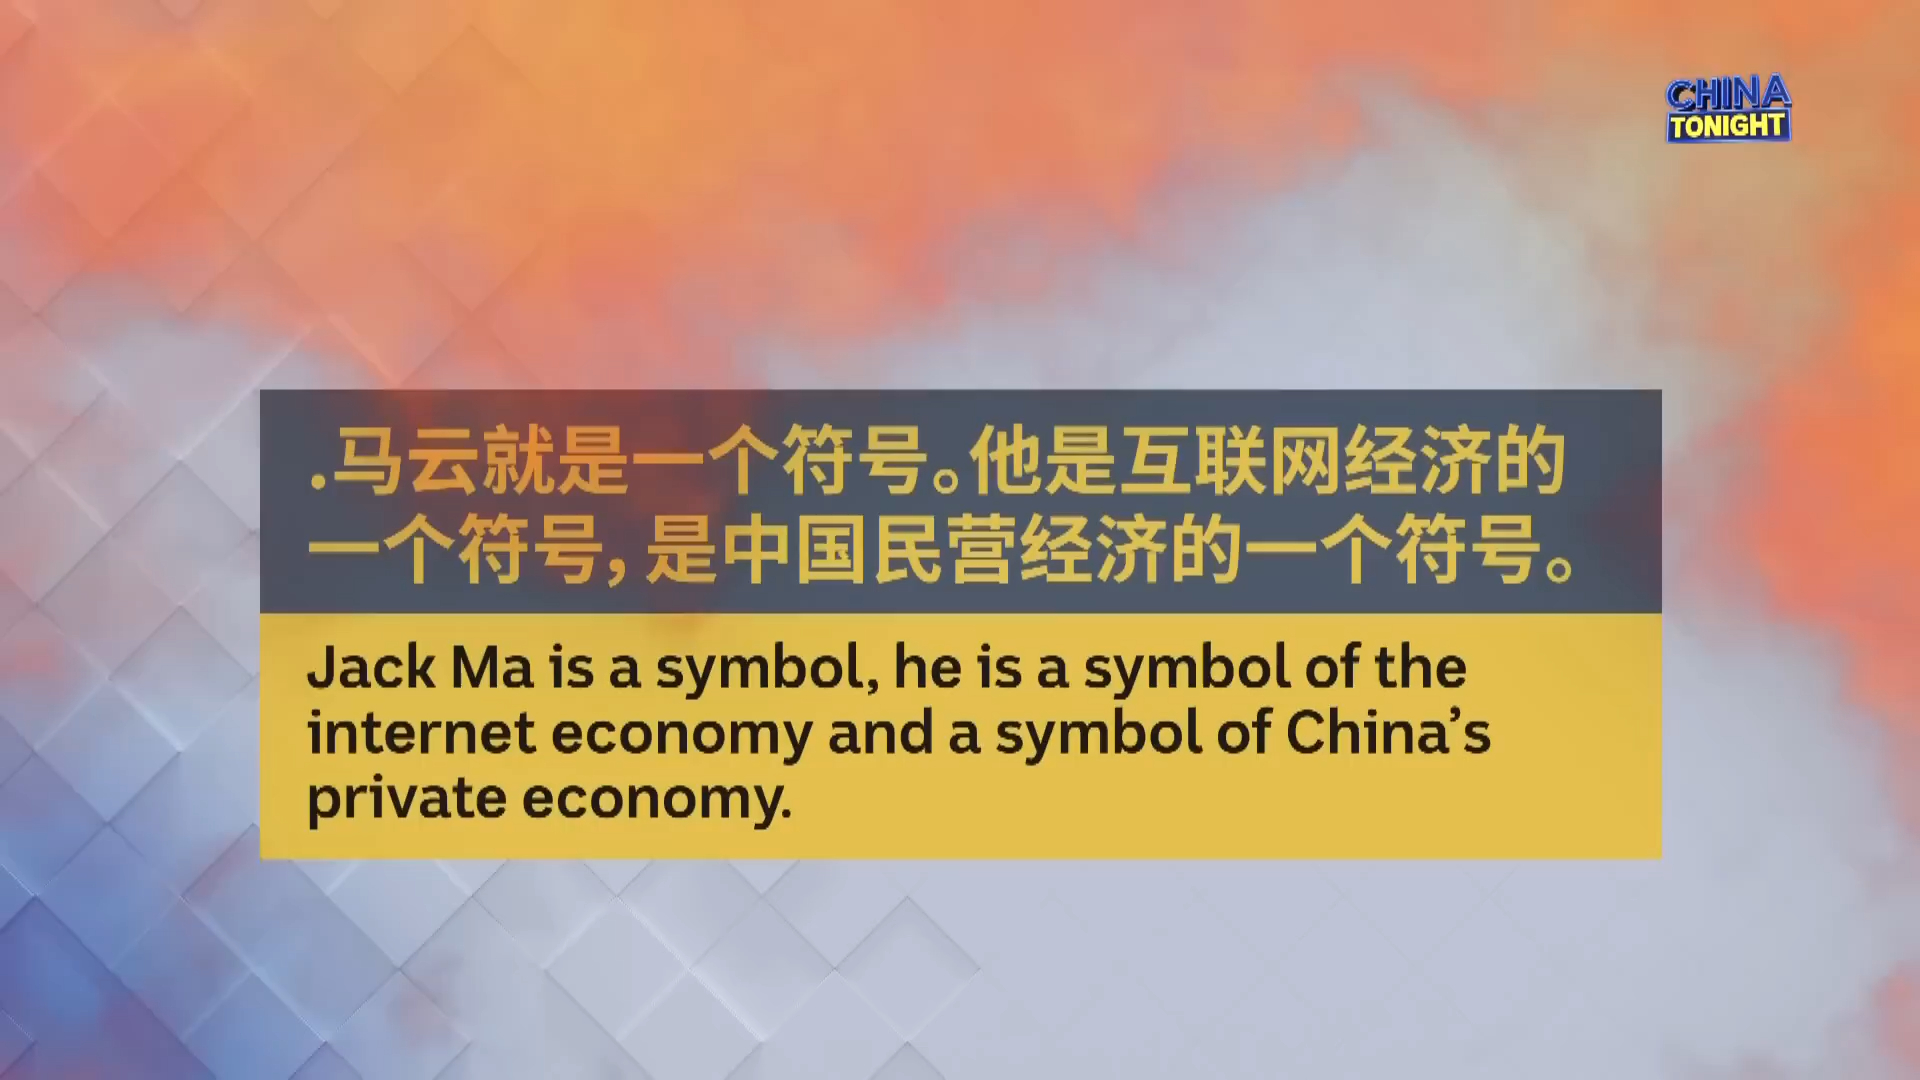 CHINA
TONIGHT
.马云就是一个符号。他是互联网经济的
一个符号，是中国民营经济的一个符号。
Jack Ma is a symbol, he is a symbol of the
internet economy and a symbol of China’s
private economy.